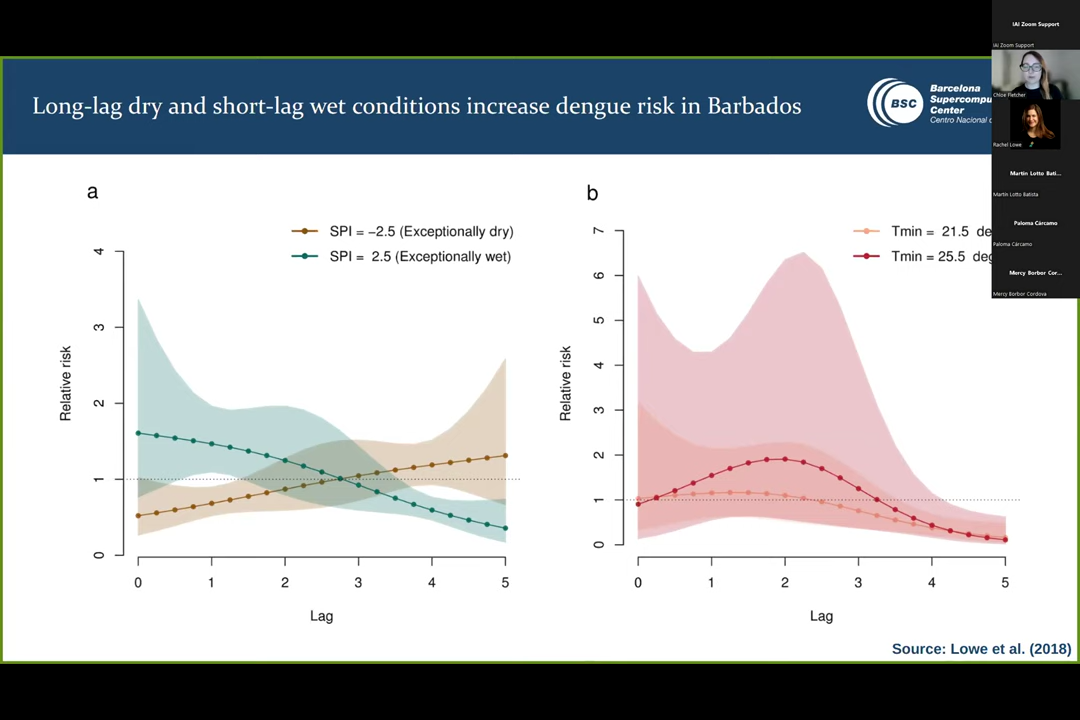 IAI Zoom Support
IAI Zoom Support
Chloe Fletcher
Rachel Lowe
Martín Lotto Bati...
Martín Lotto Batista
Paloma Cárcamo
Paloma Cárcamo
Mercy Borbor Cor...
Mercy Borbor Cordova
Long-lag dry and short-lag wet conditions increase dengue risk in Barbados
BSC
Barcelona
Supercompu
Center
Centro Nacional
a
SPI = −2.5 (Exceptionally dry)
SPI = 2.5 (Exceptionally wet)
Relative risk
4
3
2
1
0
0 1 2 3 4 5
Lag
b
Tmin = 21.5 de
Tmin = 25.5 deg
Relative risk
7
6
5
4
3
2
1
0
0 1 2 3 4 5
Lag
Source: Lowe et al. (2018)